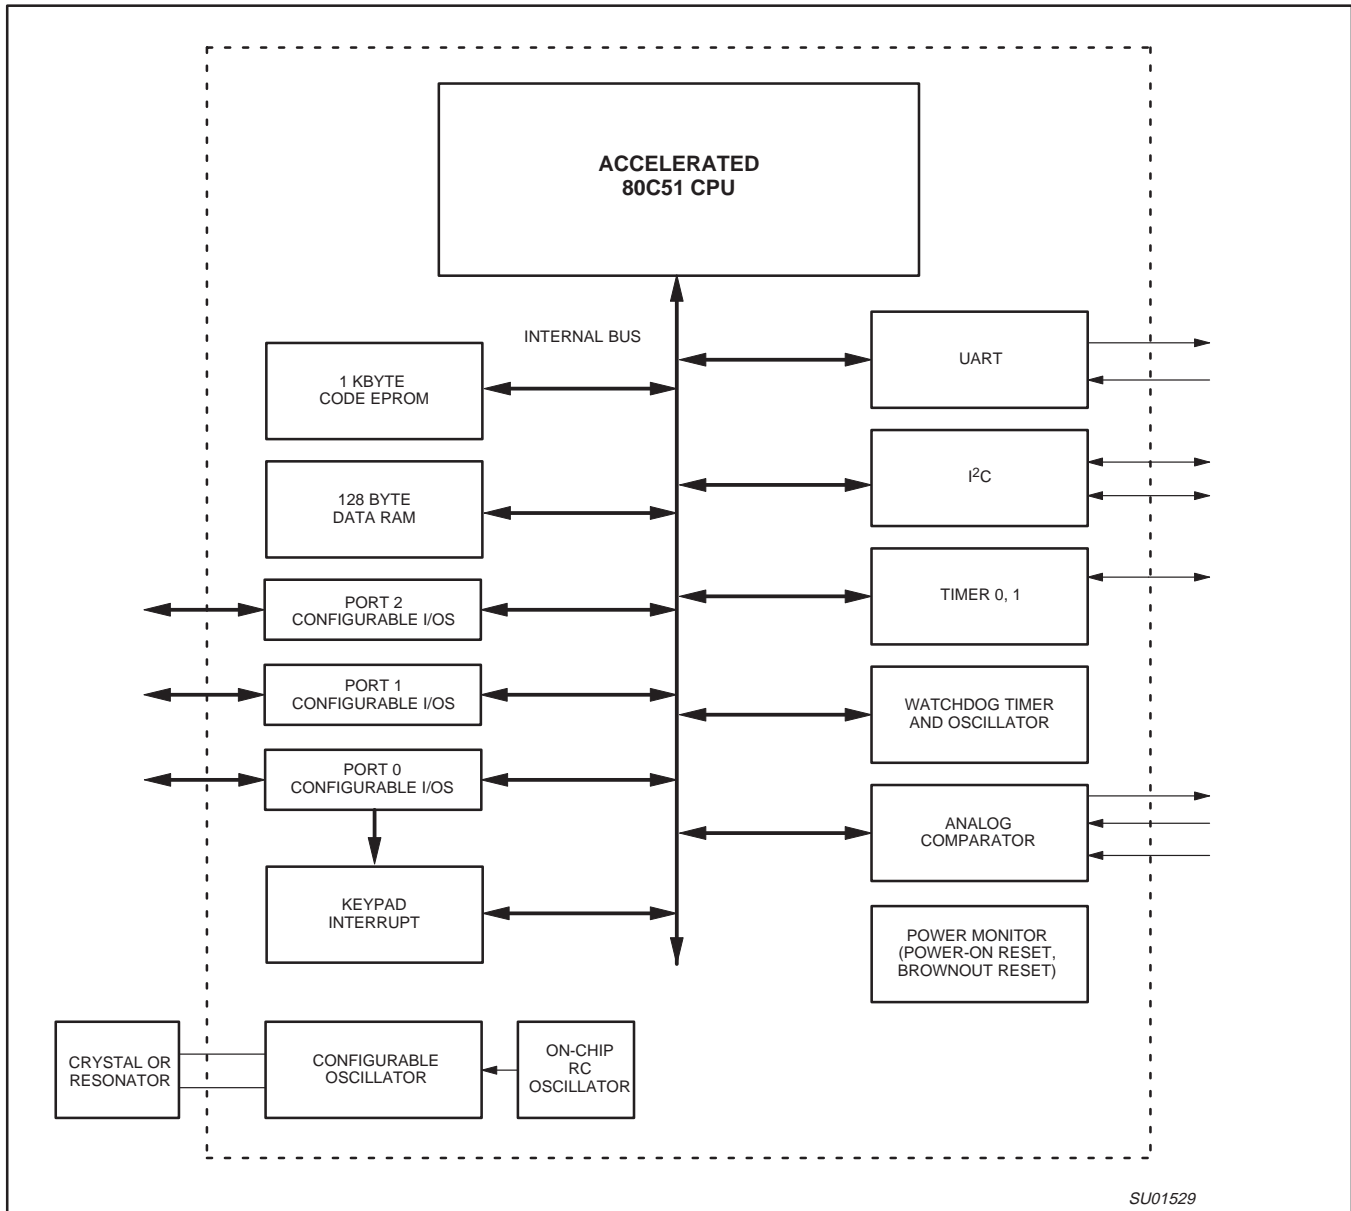 ACCELERATED
80C51 CPU
INTERNAL BUS
1 KBYTE
CODE EPROM
128 BYTE
DATA RAM
PORT 2
CONFIGURABLE I/OS
PORT 1
CONFIGURABLE I/OS
PORT 0
CONFIGURABLE I/OS
KEYPAD
INTERRUPT
CRYSTAL OR
RESONATOR
CONFIGURABLE
OSCILLATOR
ON-CHIP
RC
OSCILLATOR
UART
I²C
TIMER 0, 1
WATCHDOG TIMER
AND OSCILLATOR
ANALOG
COMPARATOR
POWER MONITOR
(POWER-ON RESET,
BROWNOUT RESET)
SU01529